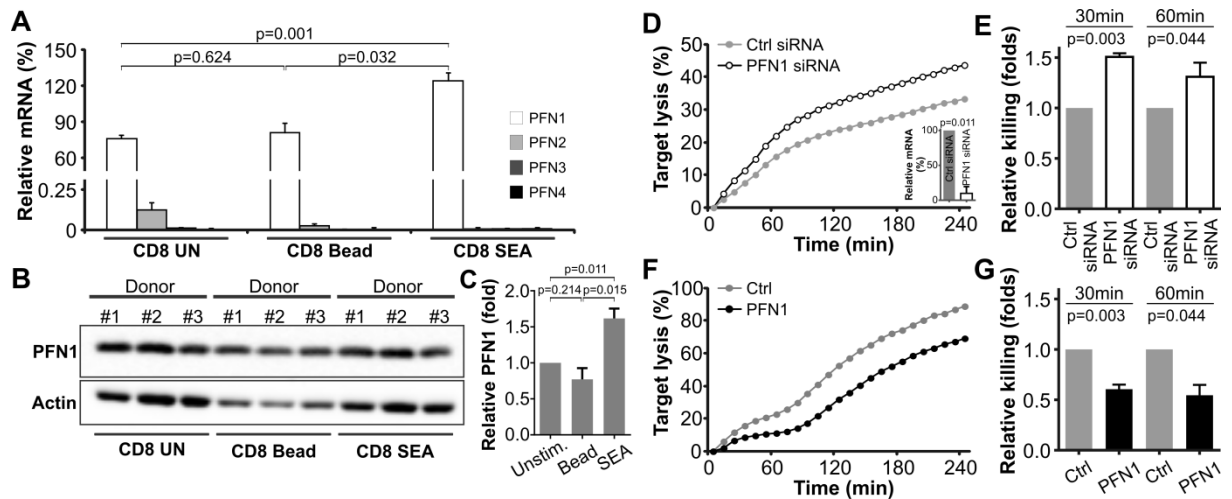 A
Relative mRNA (%)
150
120
90
60
0.25
0
p=0.001
p=0.624
p=0.032
PFN1
PFN2
PFN3
PFN4
CD8 UN
CD8 Bead
CD8 SEA
B
Donor
Donor
Donor
#1 #2 #3 #1 #2 #3 #1 #2 #3
PFN1
Actin
CD8 UN
CD8 Bead
CD8 SEA
C
Relative PFN1 (fold)
2.0
1.5
1.0
0.5
0.0
p=0.011
p=0.214
p=0.015
Unstim.
Bead
SEA
D
Target lysis (%)
50
40
30
20
10
0
Ctrl siRNA
PFN1 siRNA
Relative mRNA
(%)
100
50
0
p=0.011
Ctrl siRNA
PFN1 siRNA
0 60 120 180 240
Time (min)
E
Relative killing (folds)
1.5
1.0
0.5
0.0
30min
p=0.003
60min
p=0.044
Ctrl
siRNA
PFN1
siRNA
Ctrl
siRNA
PFN1
siRNA
F
Target lysis (%)
100
80
60
40
20
0
Ctrl
PFN1
0 60 120 180 240
Time (min)
G
Relative killing (folds)
1.5
1.0
0.5
0.0
30min
p=0.003
60min
p=0.044
Ctrl
PFN1
Ctrl
PFN1